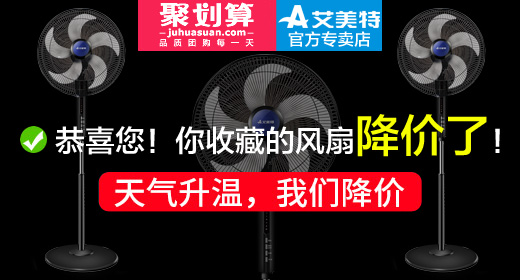 聚划算
juhuasuan.com
品质团购每一天
艾美特
官方专卖店
恭喜您！你收藏的风扇降价了！
天气升温，我们降价